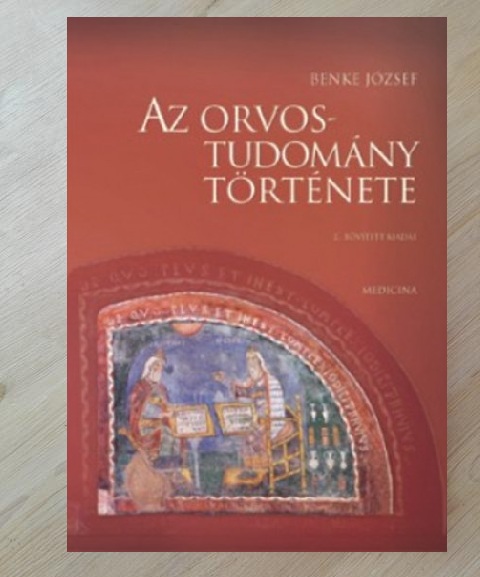 BENKE JÓZSEF
AZ ORVOS-
TUDOMÁNY
TÖRTÉNETE
2. BŐVÍTETT KIADÁS
MEDICINA